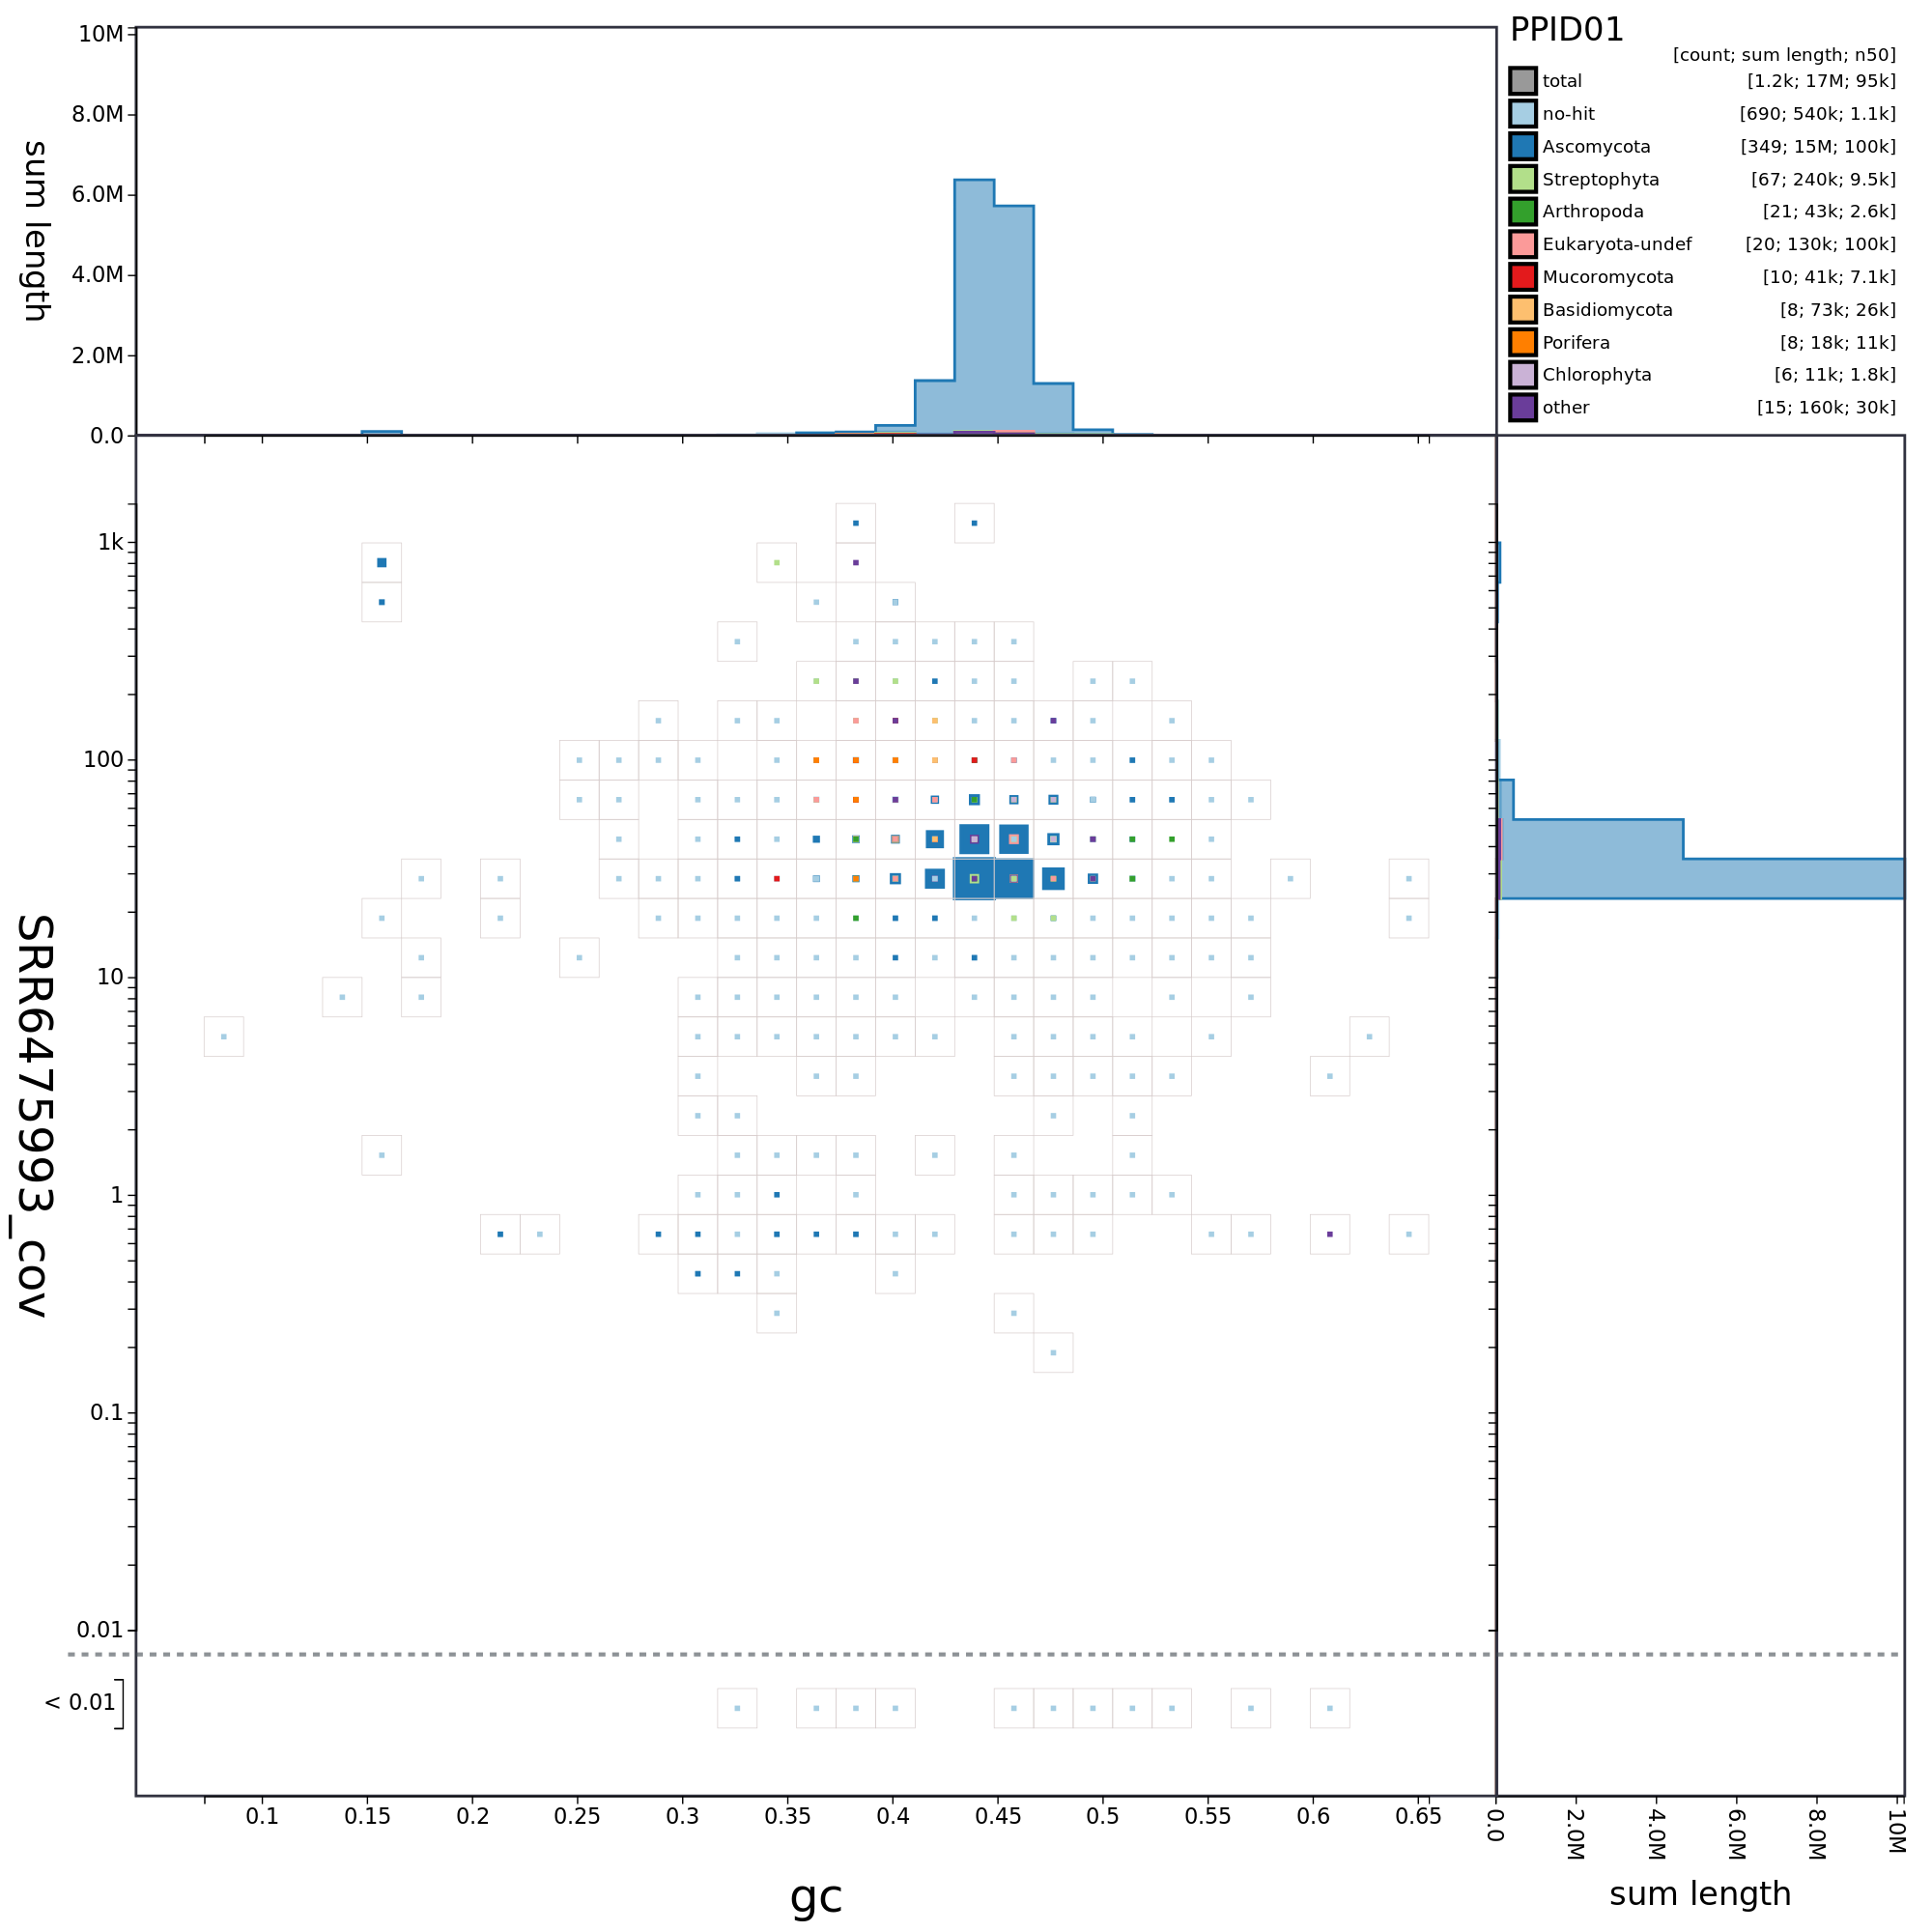 10M
8.0M
6.0M
4.0M
2.0M
0.0
sum length
PPID01
[count; sum length; n50]
total [1.2k; 17M; 95k]
no-hit [690; 540k; 1.1k]
Ascomycota [349; 15M; 100k]
Streptophyta [67; 240k; 9.5k]
Arthropoda [21; 43k; 2.6k]
Eukaryota-undef [20; 130k; 100k]
Mucoromycota [10; 41k; 7.1k]
Basidiomycota [8; 73k; 26k]
Porifera [8; 18k; 11k]
Chlorophyta [6; 11k; 1.8k]
other [15; 160k; 30k]
1k
100
10
1
0.1
0.01
< 0.01
SRR6475993_cov
0.1 0.15 0.2 0.25 0.3 0.35 0.4 0.45 0.5 0.55 0.6 0.65
gc
0.0 2.0M 4.0M 6.0M 8.0M 10M
sum length